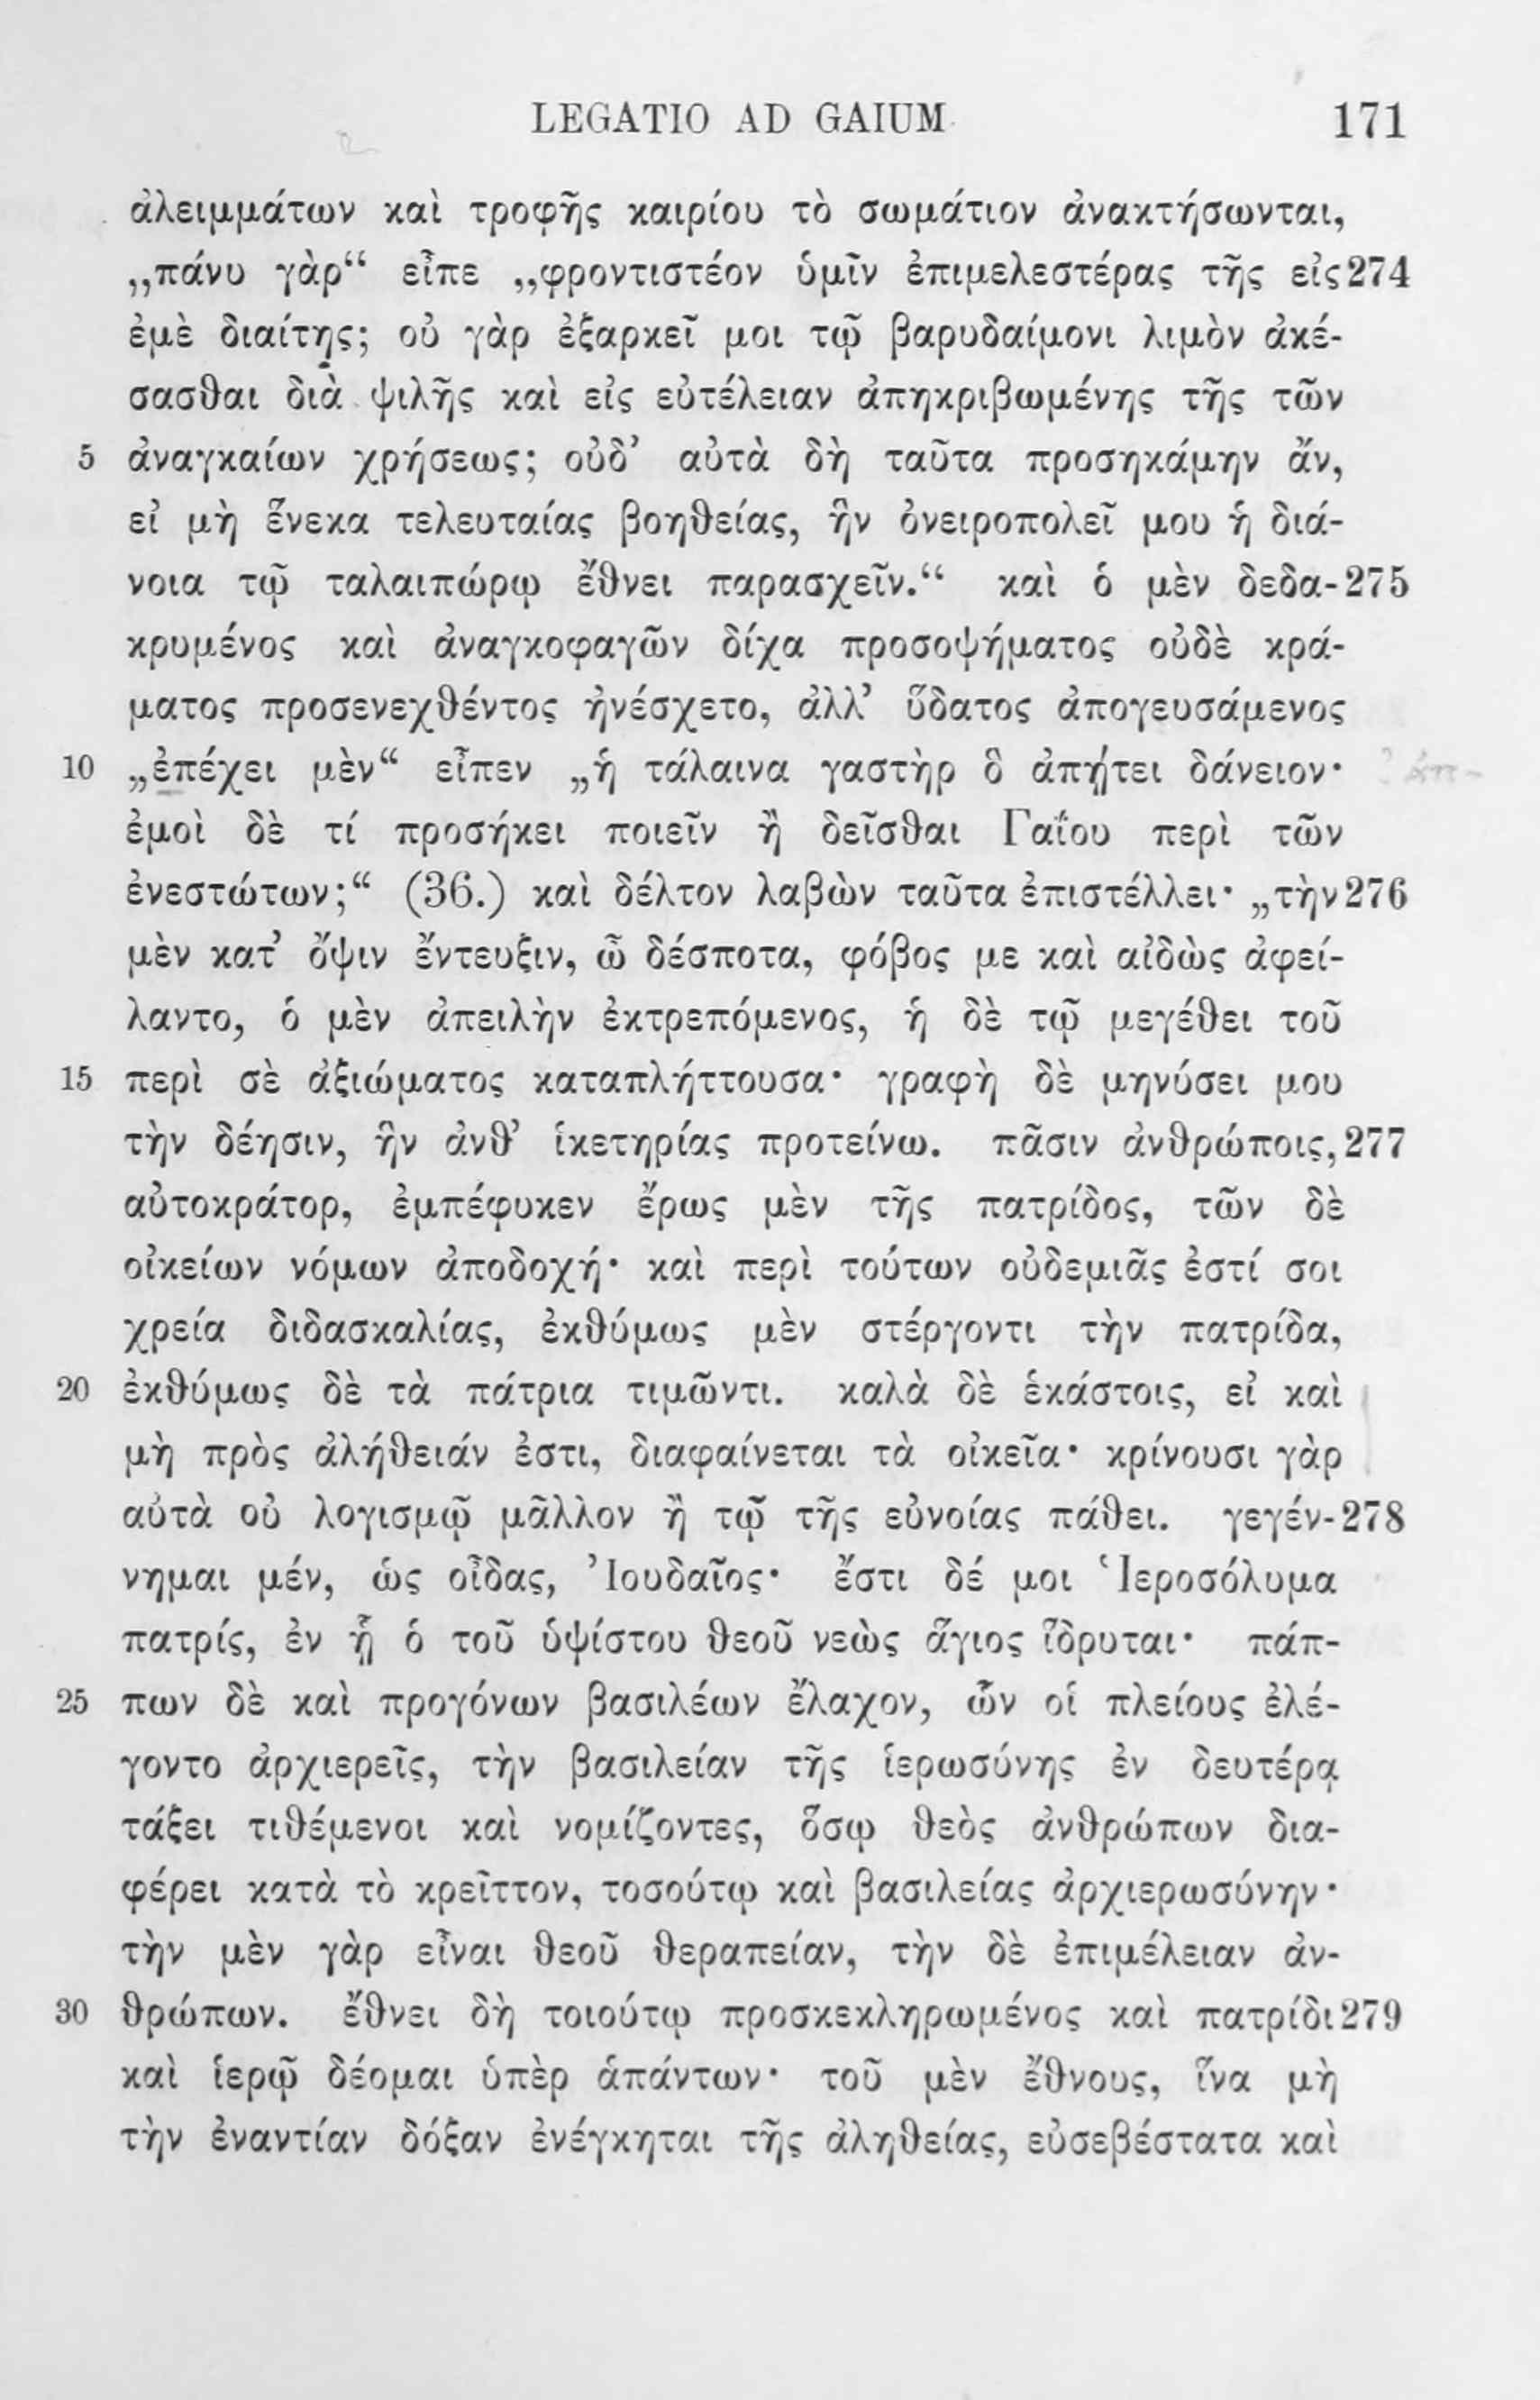 LEGATIO AD GAIUM 171
ἀλειμμάτων καὶ τροφῆς καιρίου τὸ σωμάτιον ἀνακτήσωνται,
„πάνυ γὰρ“ εἶπε „φροντιστέον ὑμῖν ἐπιμελεστέρας τῆς εἰς 274
ἐμὲ διαίτης; οὐ γὰρ ἐξαρκεῖ μοι τῷ βαρυδαίμονι λιμὸν ἀκέ-
σασθαι διὰ ψιλῆς καὶ εἰς εὐτέλειαν ἀπηκριβωμένης τῆς τῶν
5 ἀναγκαίων χρήσεως; οὐδ’ αὐτὰ δὴ ταῦτα προσηκάμην ἄν,
εἰ μὴ ἕνεκα τελευταίας βοηθείας, ἣν ὀνειροπολεῖ μου ἡ διά-
νοια τῷ ταλαιπώρῳ ἔθνει παρασχεῖν.“ καὶ ὁ μὲν δεδα- 275
κρυμένος καὶ ἀναγκοφαγῶν δίχα προσοψήματος οὐδὲ κρά-
ματος προσενεχθέντος ἠνέσχετο, ἀλλ’ ὕδατος ἀπογευσάμενος
10 „ἐπέχει μὲν“ εἶπεν „ἡ τάλαινα γαστὴρ ὃ ἀπῄτει δάνειον·
ἐμοὶ δὲ τί προσήκει ποιεῖν ἢ δεῖσθαι Γαΐου περὶ τῶν
ἐνεστώτων;“ (36.) καὶ δέλτον λαβὼν ταῦτα ἐπιστέλλει· „τὴν 276
μὲν κατ’ ὄψιν ἔντευξιν, ὦ δέσποτα, φόβος με καὶ αἰδὼς ἀφεί-
λαντο, ὁ μὲν ἀπειλὴν ἐκτρεπόμενος, ἡ δὲ τῷ μεγέθει τοῦ
15 περὶ σὲ ἀξιώματος καταπλήττουσα· γραφὴ δὲ μηνύσει μου
τὴν δέησιν, ἣν ἀνθ’ ἱκετηρίας προτείνω. πᾶσιν ἀνθρώποις, 277
αὐτοκράτορ, ἐμπέφυκεν ἔρως μὲν τῆς πατρίδος, τῶν δὲ
οἰκείων νόμων ἀποδοχή· καὶ περὶ τούτων οὐδεμιᾶς ἐστί σοι
χρεία διδασκαλίας, ἐκθύμως μὲν στέργοντι τὴν πατρίδα,
20 ἐκθύμως δὲ τὰ πάτρια τιμῶντι. καλὰ δὲ ἑκάστοις, εἰ καὶ
μὴ πρὸς ἀλήθειάν ἐστι, διαφαίνεται τὰ οἰκεῖα· κρίνουσι γὰρ
αὐτὰ οὐ λογισμῷ μᾶλλον ἢ τῷ τῆς εὐνοίας πάθει. γεγέν- 278
νημαι μέν, ὡς οἶδας, Ἰουδαῖος· ἔστι δέ μοι Ἱεροσόλυμα
πατρίς, ἐν ᾗ ὁ τοῦ ὑψίστου θεοῦ νεὼς ἅγιος ἵδρυται· πάπ-
25 πων δὲ καὶ προγόνων βασιλέων ἔλαχον, ὧν οἱ πλείους ἐλέ-
γοντο ἀρχιερεῖς, τὴν βασιλείαν τῆς ἱερωσύνης ἐν δευτέρᾳ
τάξει τιθέμενοι καὶ νομίζοντες, ὅσῳ θεὸς ἀνθρώπων δια-
φέρει κατὰ τὸ κρεῖττον, τοσούτῳ καὶ βασιλείας ἀρχιερωσύνην·
τὴν μὲν γὰρ εἶναι θεοῦ θεραπείαν, τὴν δὲ ἐπιμέλειαν ἀν-
30 θρώπων. ἔθνει δὴ τοιούτῳ προσκεκληρωμένος καὶ πατρίδι 279
καὶ ἱερῷ δέομαι ὑπὲρ ἁπάντων· τοῦ μὲν ἔθνους, ἵνα μὴ
τὴν ἐναντίαν δόξαν ἐνέγκηται τῆς ἀληθείας, εὐσεβέστατα καὶ